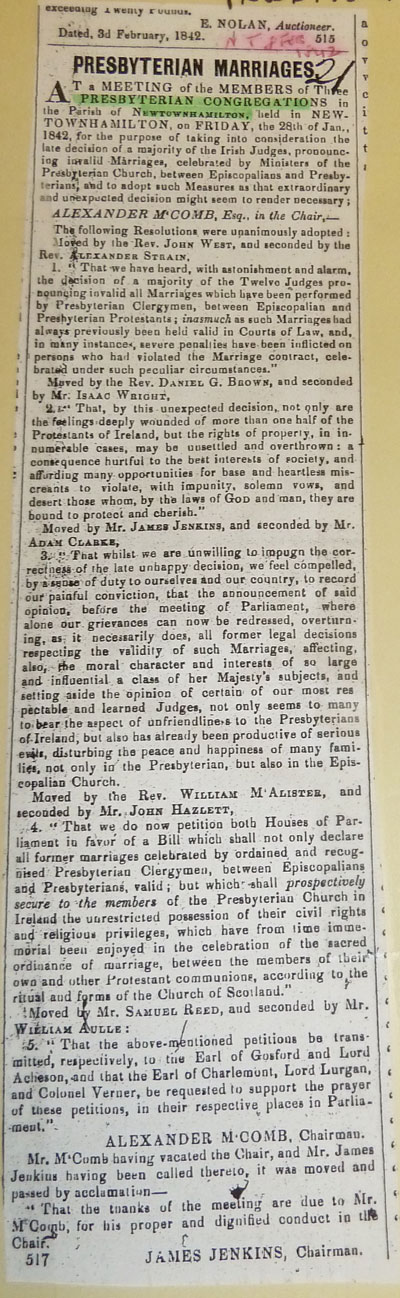 exceeding Twenty Pounds.
E. NOLAN, Auctioneer.
Dated, 3d February, 1842. 515
N T 8 FEB
1842
21
PRESBYTERIAN MARRIAGES.
AT a MEETING of the MEMBERS of Three
PRESBYTERIAN CONGREGATIONS in
the Parish of NEWTOWNHAMILTON, held in NEW-
TOWNHAMILTON, on FRIDAY, the 28th of Jan.,
1842, for the purpose of taking into consideration the
late decision of a majority of the Irish Judges, pronounc-
ing invalid Marriages, celebrated by Ministers of the
Presbyterian Church, between Episcopalians and Presby-
terians, and to adopt such Measures as that extraordinary
and unexpected decision might seem to render necessary;
ALEXANDER M'COMB, Esq., in the Chair,—
The following Resolutions were unanimously adopted:
Moved by the Rev. JOHN WEST, and seconded by the
Rev. ALEXANDER STRAIN,
1. "That we have heard, with astonishment and alarm,
the decision of a majority of the Twelve Judges pro-
nouncing invalid all Marriages which have been performed
by Presbyterian Clergymen, between Episcopalian and
Presbyterian Protestants; inasmuch as such Marriages had
always previously been held valid in Courts of Law, and,
in many instances, severe penalties have been inflicted on
persons who had violated the Marriage contract, cele-
brated under such peculiar circumstances."
Moved by the Rev. DANIEL G. BROWN, and seconded
by Mr. ISAAC WRIGHT,
2. "That, by this unexpected decision, not only are
the feelings deeply wounded of more than one half of the
Protestants of Ireland, but the rights of property, in in-
numerable cases, may be unsettled and overthrown: a
consequence hurtful to the best interests of society, and
affording many opportunities for base and heartless mis-
creants to violate, with impunity, solemn vows, and
desert those whom, by the laws of GOD and man, they are
bound to protect and cherish."
Moved by Mr. JAMES JENKINS, and seconded by Mr.
ADAM CLARKE,
3. "That whilst we are unwilling to impugn the cor-
rectness of the late unhappy decision, we feel compelled,
by a sense of duty to ourselves and our country, to record
our painful conviction, that the announcement of said
opinion, before the meeting of Parliament, where
alone our grievances can now be redressed, overturn-
ing, as it necessarily does, all former legal decisions
respecting the validity of such Marriages, affecting,
also, the moral character and interests of so large
and influential a class of her Majesty's subjects, and
setting aside the opinion of certain of our most res
pectable and learned Judges, not only seems to many
to bear the aspect of unfriendliness to the Presbyterians
of Ireland, but also has already been productive of serious
evils, disturbing the peace and happiness of many fami-
lies, not only in the Presbyterian, but also in the Epis-
copalian Church.
Moved by the Rev. WILLIAM M'ALISTER, and
seconded by Mr. JOHN HAZLETT,
4. "That we do now petition both Houses of Par-
liament in favor of a Bill which shall not only declare
all former marriages celebrated by ordained and recog-
nised Presbyterian Clergymen, between Episcopalians
and Presbyterians, valid; but which shall prospectively
secure to the members of the Presbyterian Church in
Ireland the unrestricted possession of their civil rights
and religious privileges, which have from time imme-
morial been enjoyed in the celebration of the sacred
ordinance of marriage, between the members of their
own and other Protestant communions, according to the
ritual and forms of the Church of Scotland."
Moved by Mr. SAMUEL REED, and seconded by Mr.
WILLIAM AULLE:
5. "That the above-mentioned petitions be trans-
mitted, respectively, to the Earl of Gosford and Lord
Acheson, and that the Earl of Charlemont, Lord Lurgan,
and Colonel Verner, be requested to support the prayer
of these petitions, in their respective places in Parlia-
ment."
ALEXANDER M'COMB, Chairman.
Mr. M'Comb having vacated the Chair, and Mr. James
Jenkins having been called thereto, it was moved and
passed by acclamation—
"That the thanks of the meeting are due to Mr.
M'Comb, for his proper and dignified conduct in the
Chair."
JAMES JENKINS, Chairman.
517